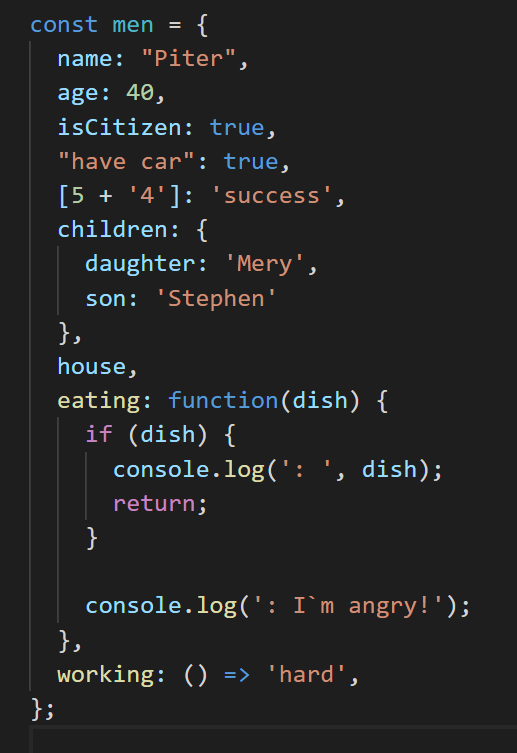 const men = {
  name: "Piter",
  age: 40,
  isCitizen: true,
  "have car": true,
  [5 + '4']: 'success',
  children: {
    daughter: 'Mery',
    son: 'Stephen'
  },
  house,
  eating: function(dish) {
    if (dish) {
      console.log(': ', dish);
      return;
    }

    console.log(': I`m angry!');
  },
  working: () => 'hard',
};